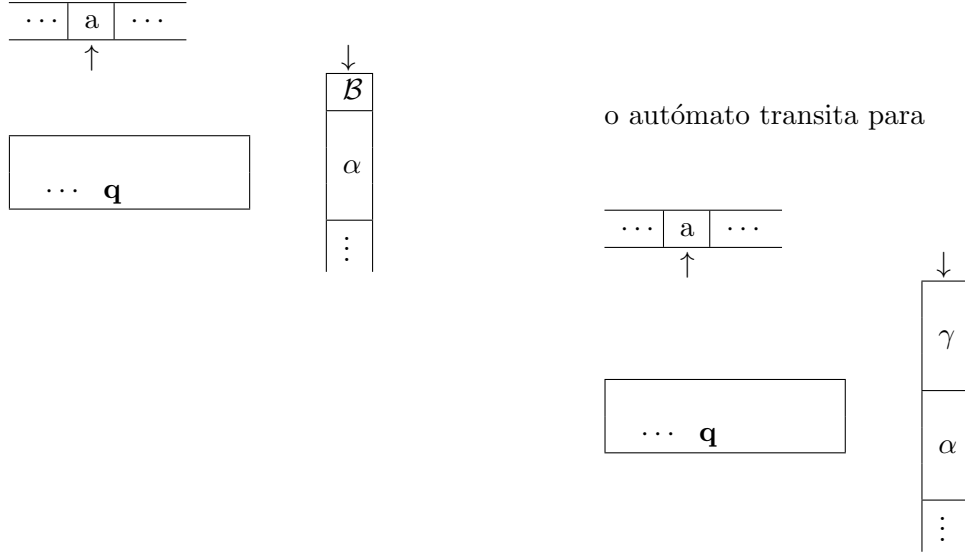 ⋯ a ⋯
↑
↓
ℬ
α
⋮
⋯ q
o autómato transita para
⋯ a ⋯
↑
↓
γ
α
⋮
⋯ q